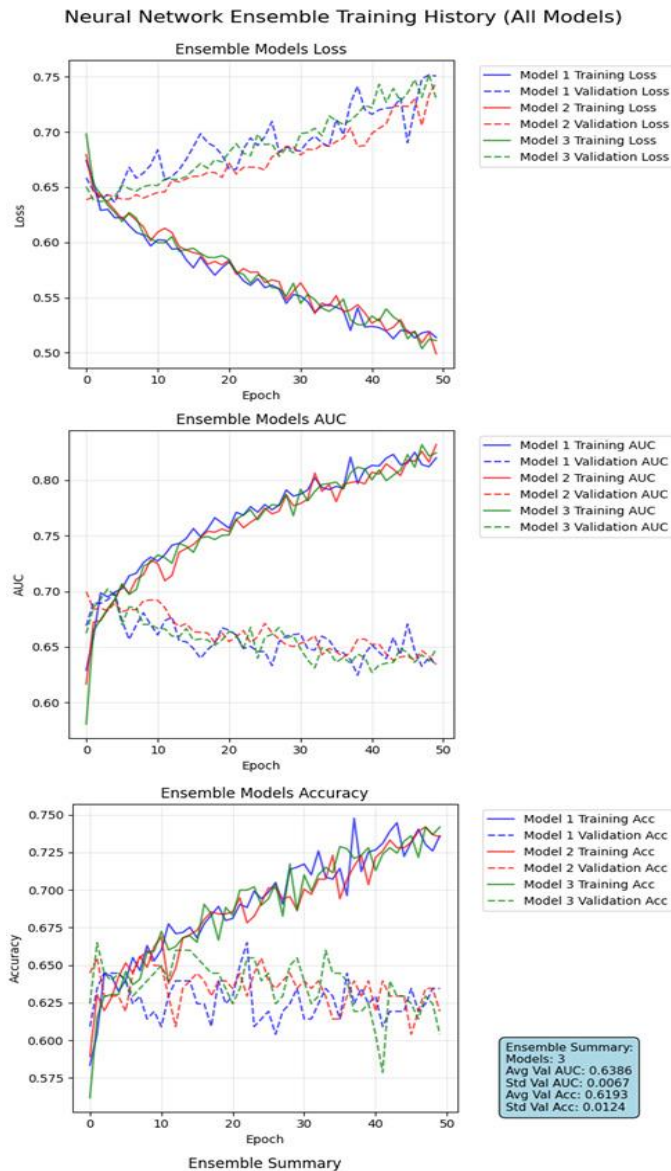 Neural Network Ensemble Training History (All Models)
Ensemble Models Loss
0.75
0.70
0.65
0.60
0.55
0.50
Loss
0 10 20 30 40 50
Epoch
Model 1 Training Loss
Model 1 Validation Loss
Model 2 Training Loss
Model 2 Validation Loss
Model 3 Training Loss
Model 3 Validation Loss
Ensemble Models AUC
0.80
0.75
0.70
0.65
0.60
AUC
0 10 20 30 40 50
Epoch
Model 1 Training AUC
Model 1 Validation AUC
Model 2 Training AUC
Model 2 Validation AUC
Model 3 Training AUC
Model 3 Validation AUC
Ensemble Models Accuracy
0.750
0.725
0.700
0.675
0.650
0.625
0.600
0.575
Accuracy
0 10 20 30 40 50
Epoch
Model 1 Training Acc
Model 1 Validation Acc
Model 2 Training Acc
Model 2 Validation Acc
Model 3 Training Acc
Model 3 Validation Acc
Ensemble Summary:
Models: 3
Avg Val AUC: 0.6386
Std Val AUC: 0.0067
Avg Val Acc: 0.6193
Std Val Acc: 0.0124
Ensemble Summary